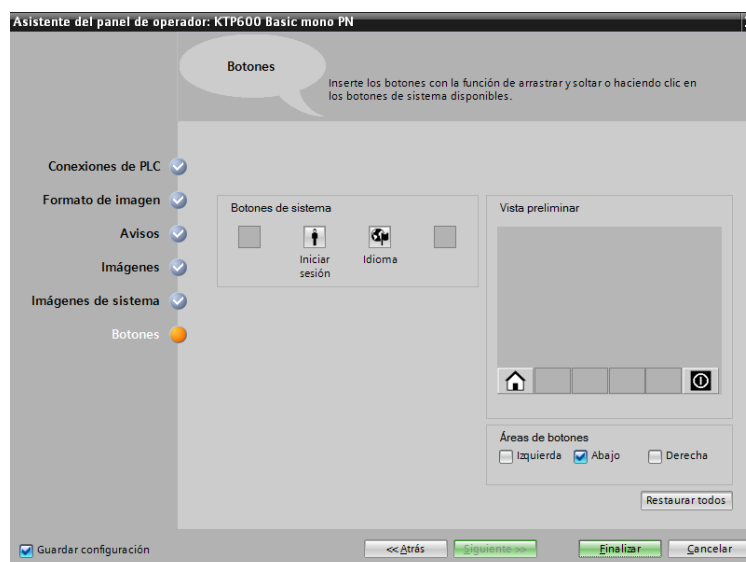 Asistente del panel de operador: KTP600 Basic mono PN
Botones
Inserte los botones con la función de arrastrar y soltar o haciendo clic en
los botones de sistema disponibles.
Conexiones de PLC
Formato de imagen
Avisos
Imágenes
Imágenes de sistema
Botones
Botones de sistema
Iniciar
sesión
Idioma
Vista preliminar
Áreas de botones
Izquierda
Abajo
Derecha
Restaurar todos
Guardar configuración
<< Atrás
Siguiente >>
Finalizar
Cancelar